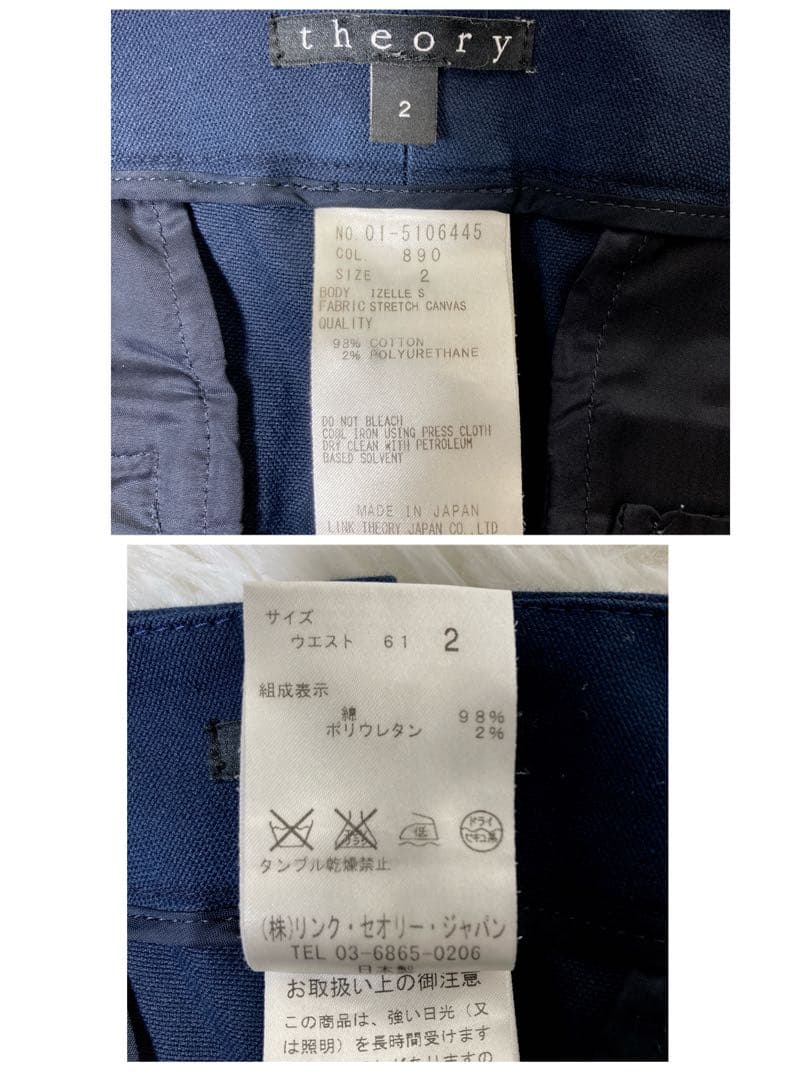 theory
2
NO. 01-5106445
COL. 890
SIZE 2
BODY IZELLE S
FABRIC STRETCH CANVAS
QUALITY
98% COTTON
2% POLYURETHANE
DO NOT BLEACH
COOL IRON USING PRESS CLOTH
DRY CLEAN WITH PETROLEUM
BASED SOLVENT
MADE IN JAPAN
LINK THEORY JAPAN CO.,LTD
サイズ
ウエスト 61 2
組成表示
綿 98%
ポリウレタン 2%
低
ドライ
セキユ系
タンブル乾燥禁止
(株)リンク・セオリー・ジャパン
TEL 03-6865-0206
日本製
お取扱い上の御注意
この商品は、強い日光(又
は照明)を長時間受けます